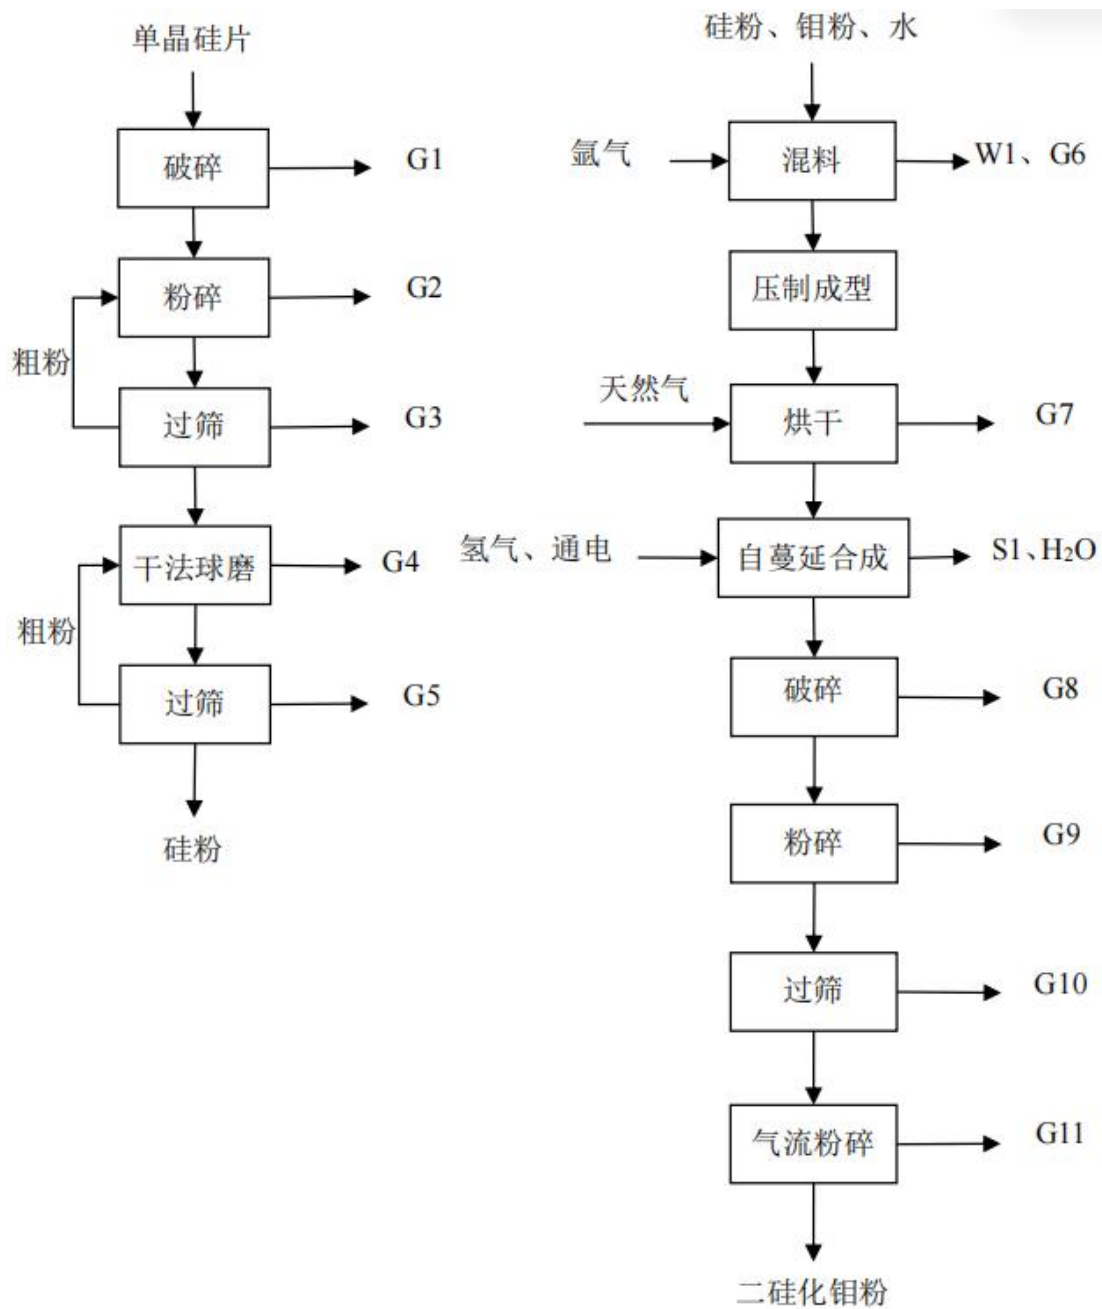 单晶硅片
破碎
G1
粉碎
G2
粗粉
过筛
G3
干法球磨
G4
粗粉
过筛
G5
硅粉
硅粉、钼粉、水
氩气
混料
W1、G6
压制成型
天然气
烘干
G7
氢气、通电
自蔓延合成
S1、H₂O
破碎
G8
粉碎
G9
过筛
G10
气流粉碎
G11
二硅化钼粉